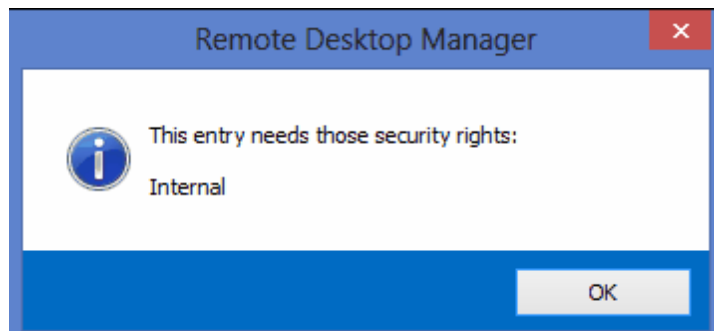 Remote Desktop Manager
This entry needs those security rights:
Internal
OK